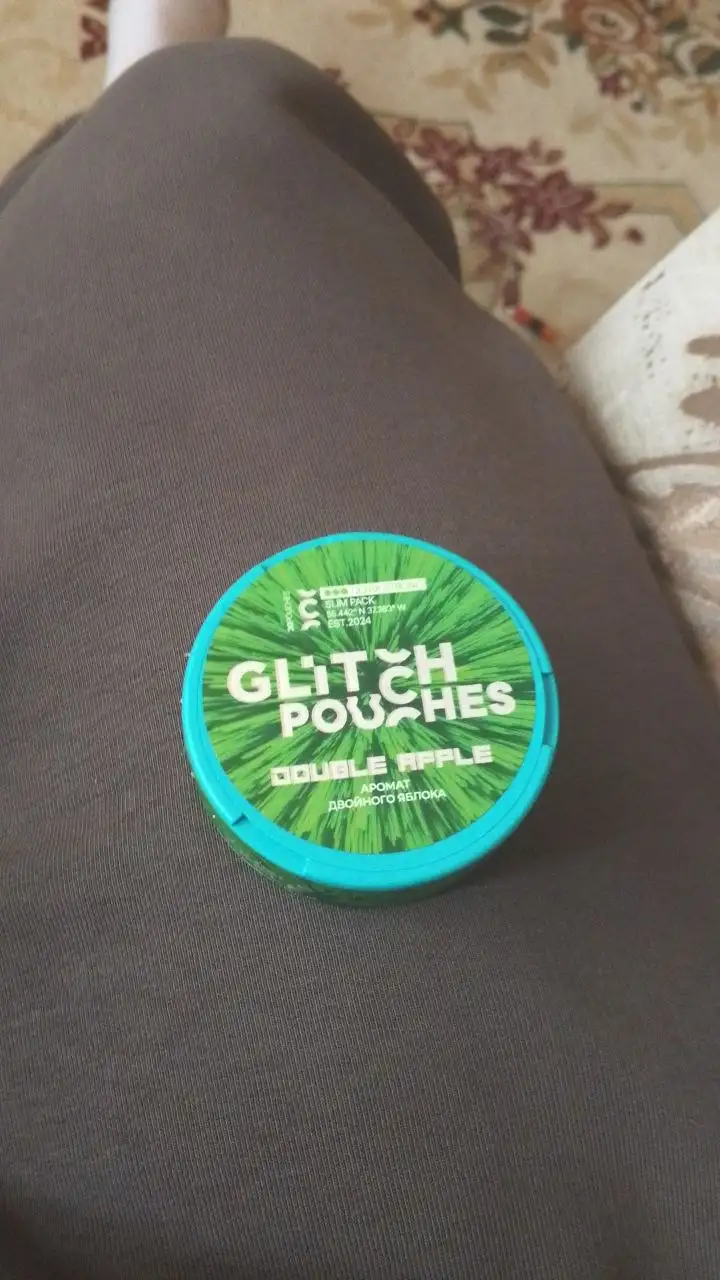 SLIM PACK
EST.2024
GLITCH
POUCHES
DOUBLE APPLE
АРОМАТ
ДВОЙНОГО ЯБЛОКА